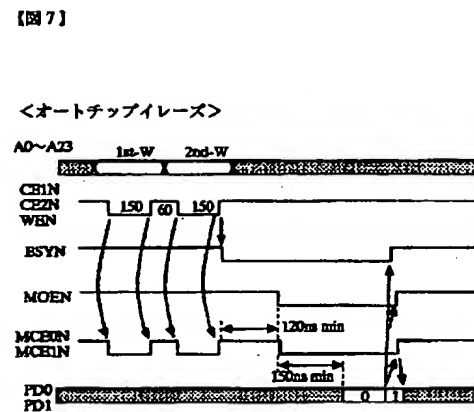 【図7】
<オートチップイレーズ>
A0~A23
1st-W 2nd-W
CE1N
CE2N
WEN
150 60 150
BSYN
MOEN
120ns min
MCE0N
MCE1N
150ns min
PD0
PD1
0 1